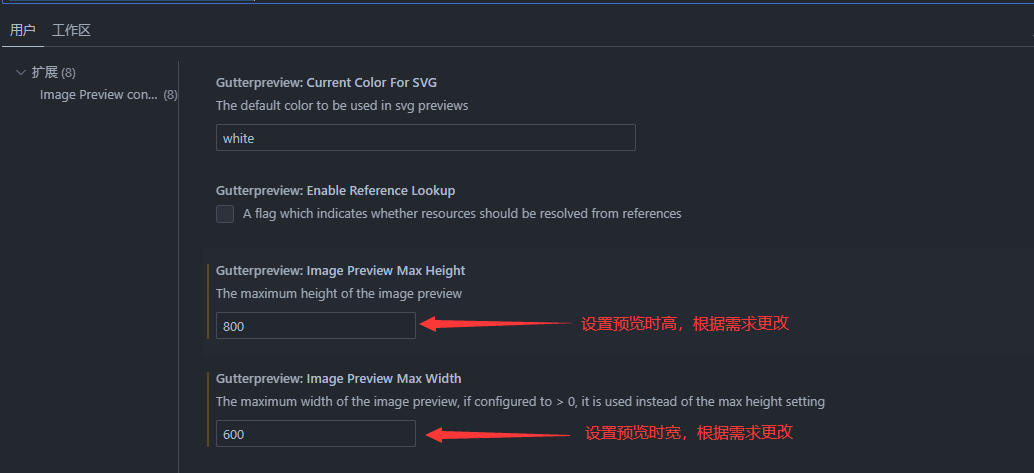 用户 工作区
扩展 (8)
Image Preview con... (8)
Gutterpreview: Current Color For SVG
The default color to be used in svg previews
white
Gutterpreview: Enable Reference Lookup
A flag which indicates whether resources should be resolved from references
Gutterpreview: Image Preview Max Height
The maximum height of the image preview
800 设置预览时高，根据需求更改
Gutterpreview: Image Preview Max Width
The maximum width of the image preview, if configured to > 0, it is used instead of the max height setting
600 设置预览时宽，根据需求更改